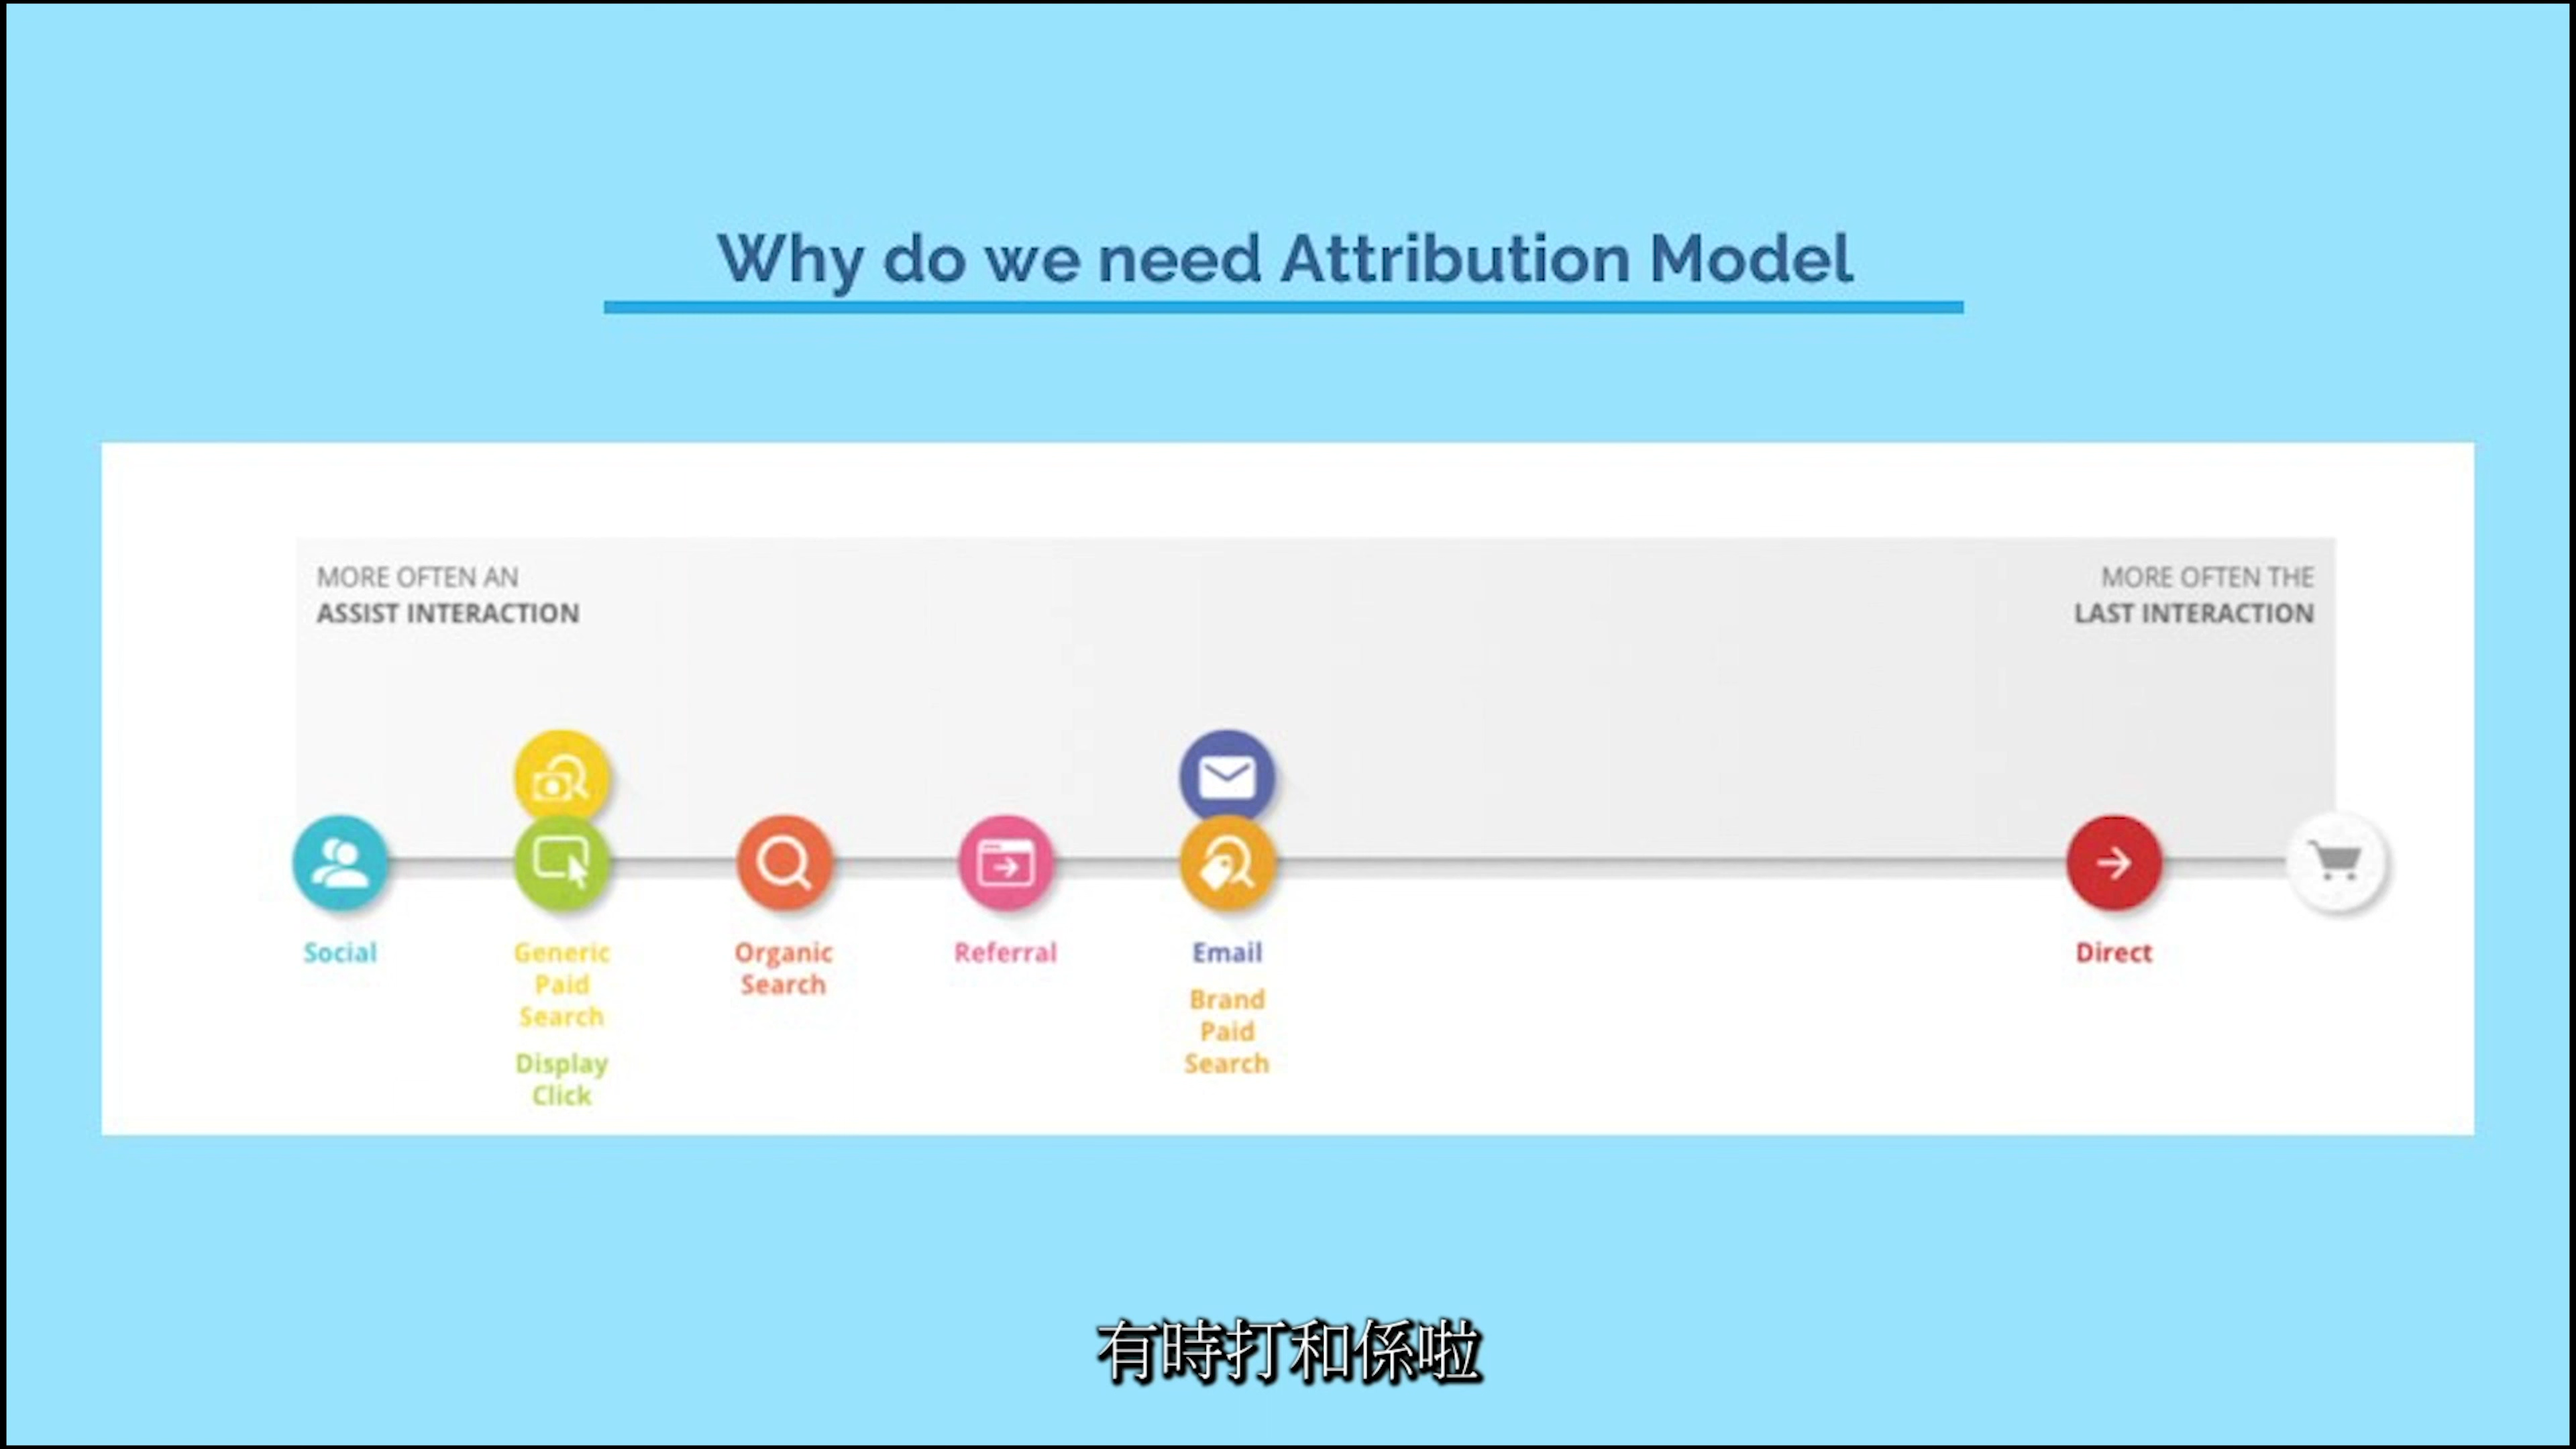 Why do we need Attribution Model
MORE OFTEN AN
ASSIST INTERACTION
MORE OFTEN THE
LAST INTERACTION
Social
Generic
Paid
Search
Display
Click
Organic
Search
Referral
Email
Brand
Paid
Search
Direct
有時打和係啦